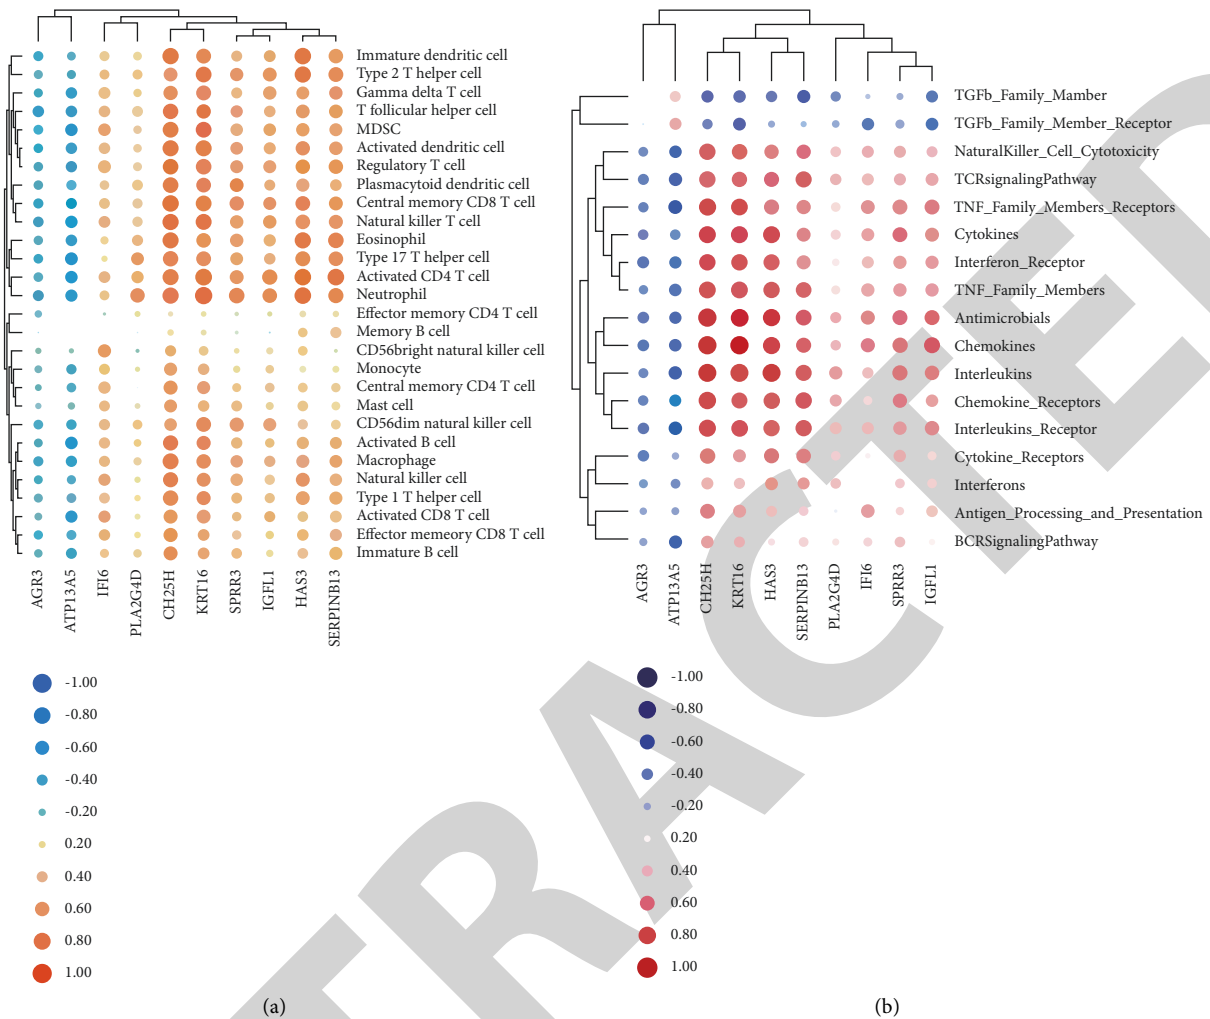 Immature dendritic cell
Type 2 T helper cell
Gamma delta T cell
T follicular helper cell
MDSC
Activated dendritic cell
Regulatory T cell
Plasmacytoid dendritic cell
Central memory CD8 T cell
Natural killer T cell
Eosinophil
Type 17 T helper cell
Activated CD4 T cell
Neutrophil
Effector memory CD4 T cell
Memory B cell
CD56bright natural killer cell
Monocyte
Central memory CD4 T cell
Mast cell
CD56dim natural killer cell
Activated B cell
Macrophage
Natural killer cell
Type 1 T helper cell
Activated CD8 T cell
Effector memeory CD8 T cell
Immature B cell
AGR3
ATP13A5
IFI6
PLA2G4D
CH25H
KRT16
SPRR3
IGFL1
HAS3
SERPINB13
-1.00
-0.80
-0.60
-0.40
-0.20
0.20
0.40
0.60
0.80
1.00
(a)
TGFb_Family_Mamber
TGFb_Family_Member_Receptor
NaturalKiller_Cell_Cytotoxicity
TCRsignalingPathway
TNF_Family_Members_Receptors
Cytokines
Interferon_Receptor
TNF_Family_Members
Antimicrobials
Chemokines
Interleukins
Chemokine_Receptors
Interleukins_Receptor
Cytokine_Receptors
Interferons
Antigen_Processing_and_Presentation
BCRSignalingPathway
AGR3
ATP13A5
CH25H
KRT16
HAS3
SERPINB13
PLA2G4D
IFI6
SPRR3
IGFL1
-1.00
-0.80
-0.60
-0.40
-0.20
0.20
0.40
0.60
0.80
1.00
(b)
TRACTED